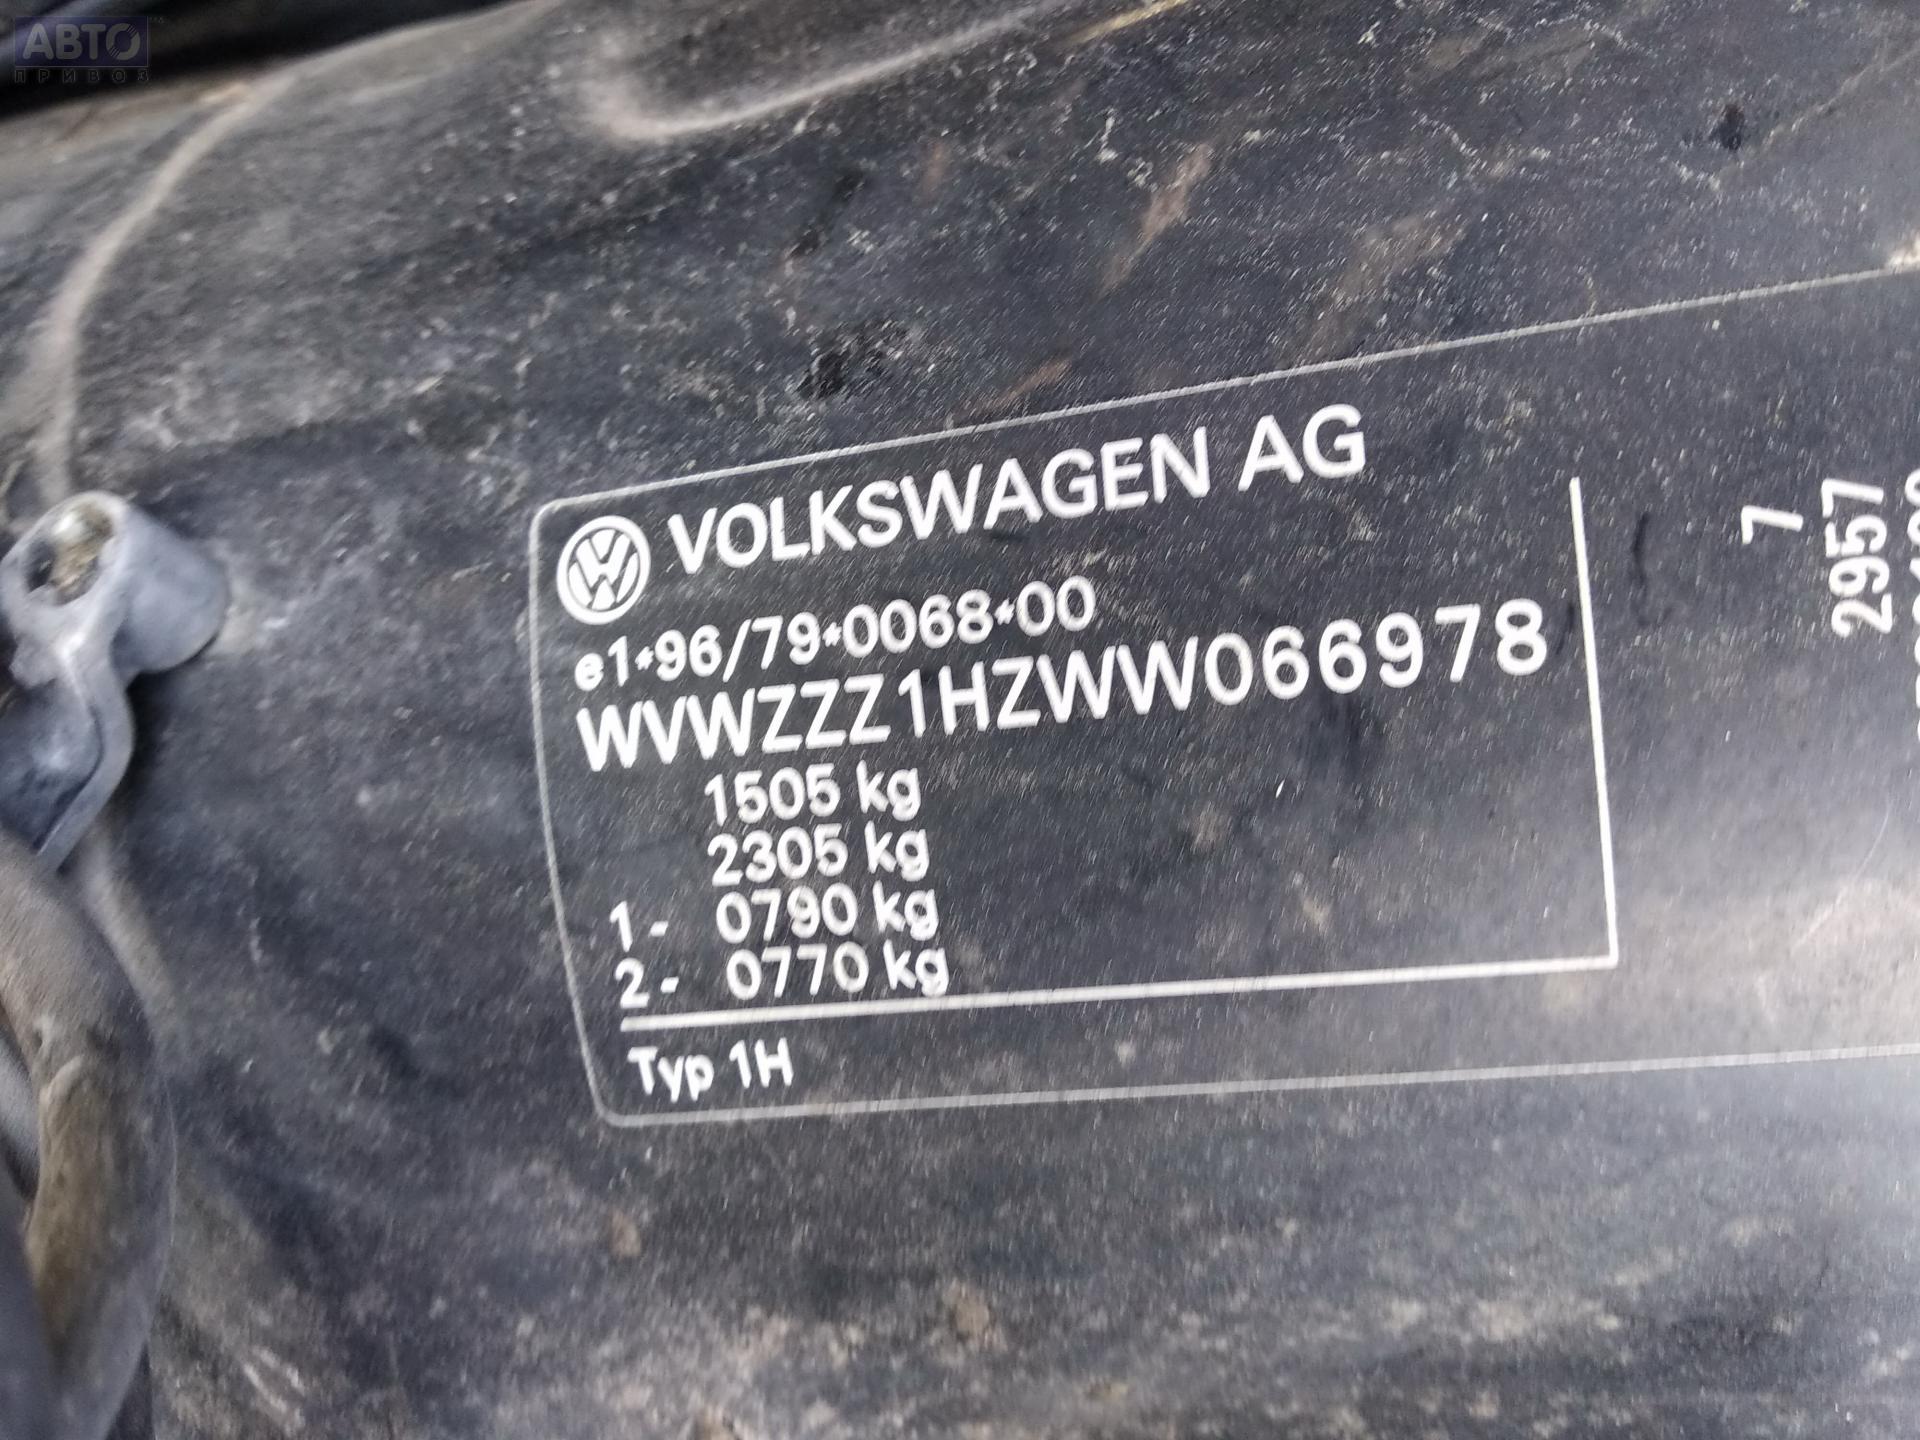 АВТО
ПРИВОЗ
VOLKSWAGEN AG
e1*96/79*0068*00
WVWZZZ1HZWW066978
1505 kg
2305 kg
1- 0790 kg
2- 0770 kg
Typ 1H
7
2957